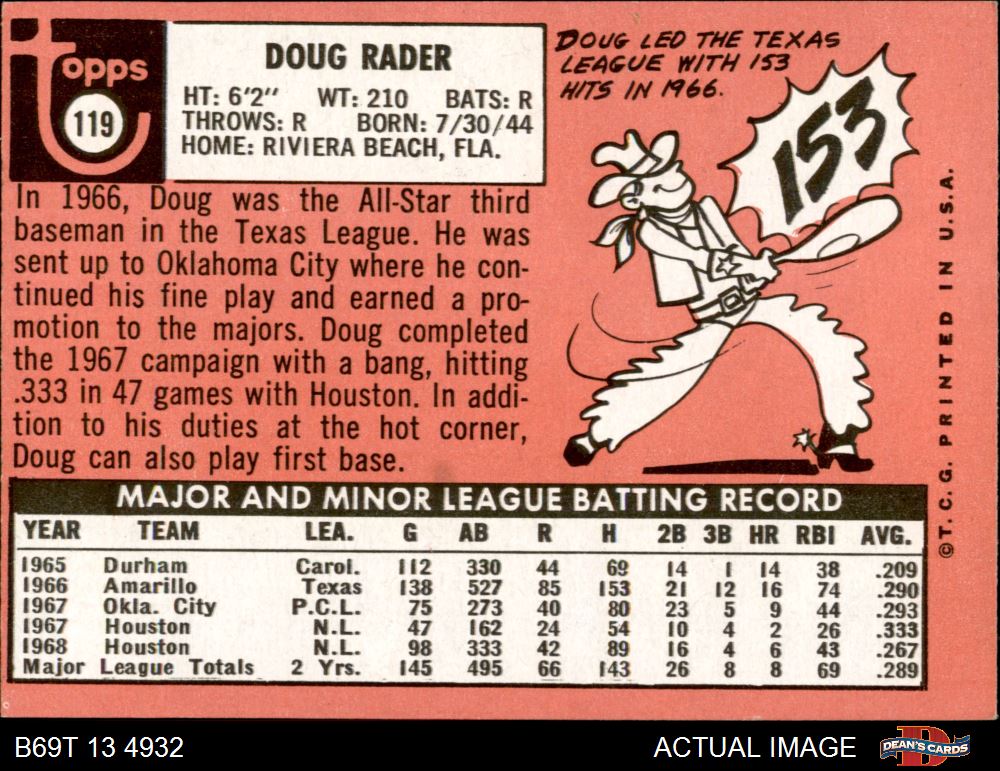 Topps
119
DOUG RADER
HT: 6'2" WT: 210 BATS: R
THROWS: R BORN: 7/30/44
HOME: RIVIERA BEACH, FLA.
DOUG LED THE TEXAS
LEAGUE WITH 153
HITS IN 1966.
153
In 1966, Doug was the All-Star third
baseman in the Texas League. He was
sent up to Oklahoma City where he con-
tinued his fine play and earned a pro-
motion to the majors. Doug completed
the 1967 campaign with a bang, hitting
.333 in 47 games with Houston. In addi-
tion to his duties at the hot corner,
Doug can also play first base.
©T. C. G. PRINTED IN U.S.A.
MAJOR AND MINOR LEAGUE BATTING RECORD
YEAR TEAM LEA. G AB R H 2B 3B HR RBI AVG.
1965 Durham Carol. 112 330 44 69 14 1 14 38 .209
1966 Amarillo Texas 138 527 85 153 21 12 16 74 .290
1967 Okla. City P.C.L. 75 273 40 80 23 5 9 44 .293
1967 Houston N.L. 47 162 24 54 10 4 2 26 .333
1968 Houston N.L. 98 333 42 89 16 4 6 43 .267
Major League Totals 2 Yrs. 145 495 66 143 26 8 8 69 .289
B69T 13 4932
ACTUAL IMAGE
D
DEAN'S CARDS